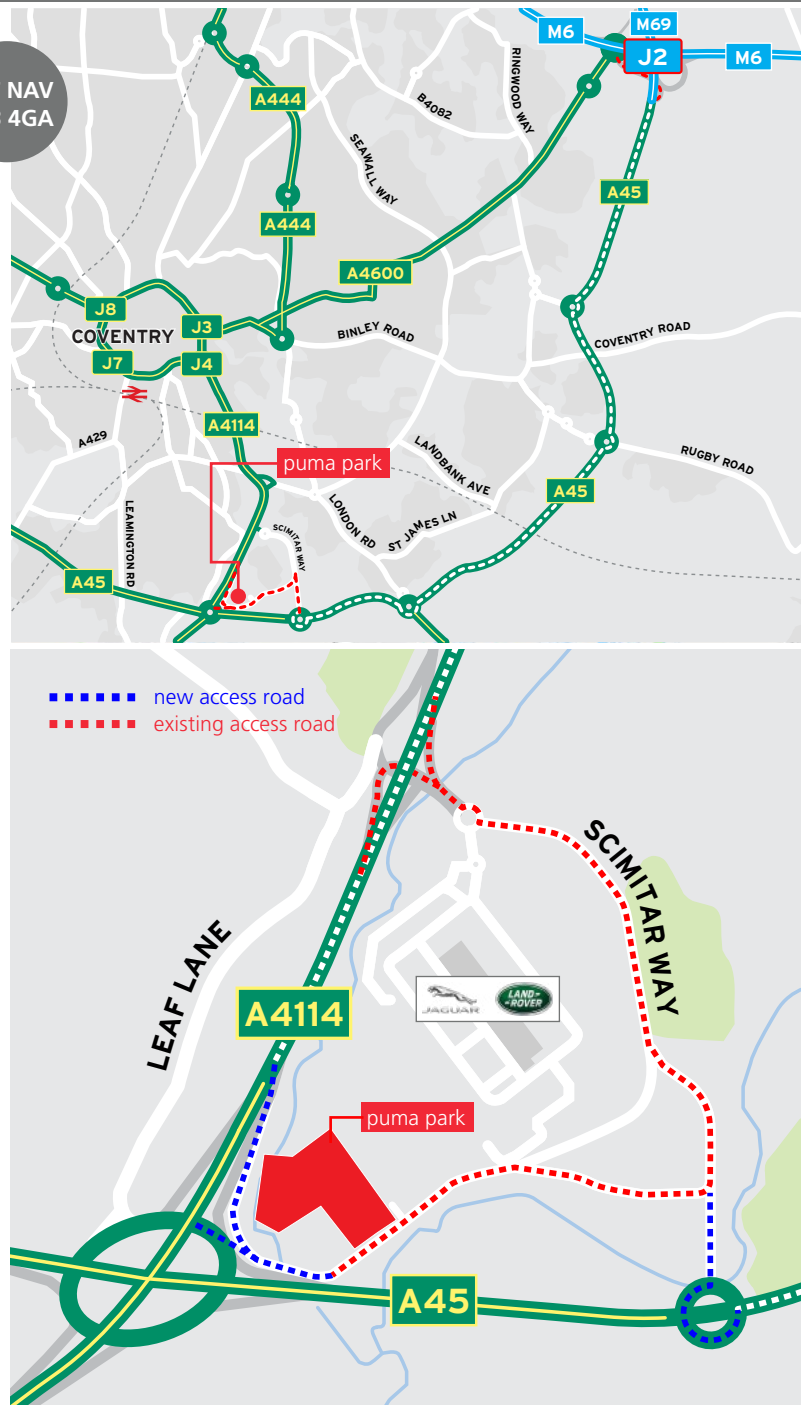 NAV
4GA
M6
M69
J2
M6
A444
B4082
RINGWOOD WAY
SEAWALL WAY
A444
A45
A4600
J8
J3
COVENTRY
BINLEY ROAD
COVENTRY ROAD
J7
J4
A4114
A429
puma park
LANDBANK AVE
RUGBY ROAD
A45
LEAMINGTON RD
SCIMITAR WAY
LONDON RD
ST JAMES LN
A45
new access road
existing access road
SCIMITAR WAY
LEAF LANE
JAGUAR
LAND-
ROVER
A4114
puma park
A45